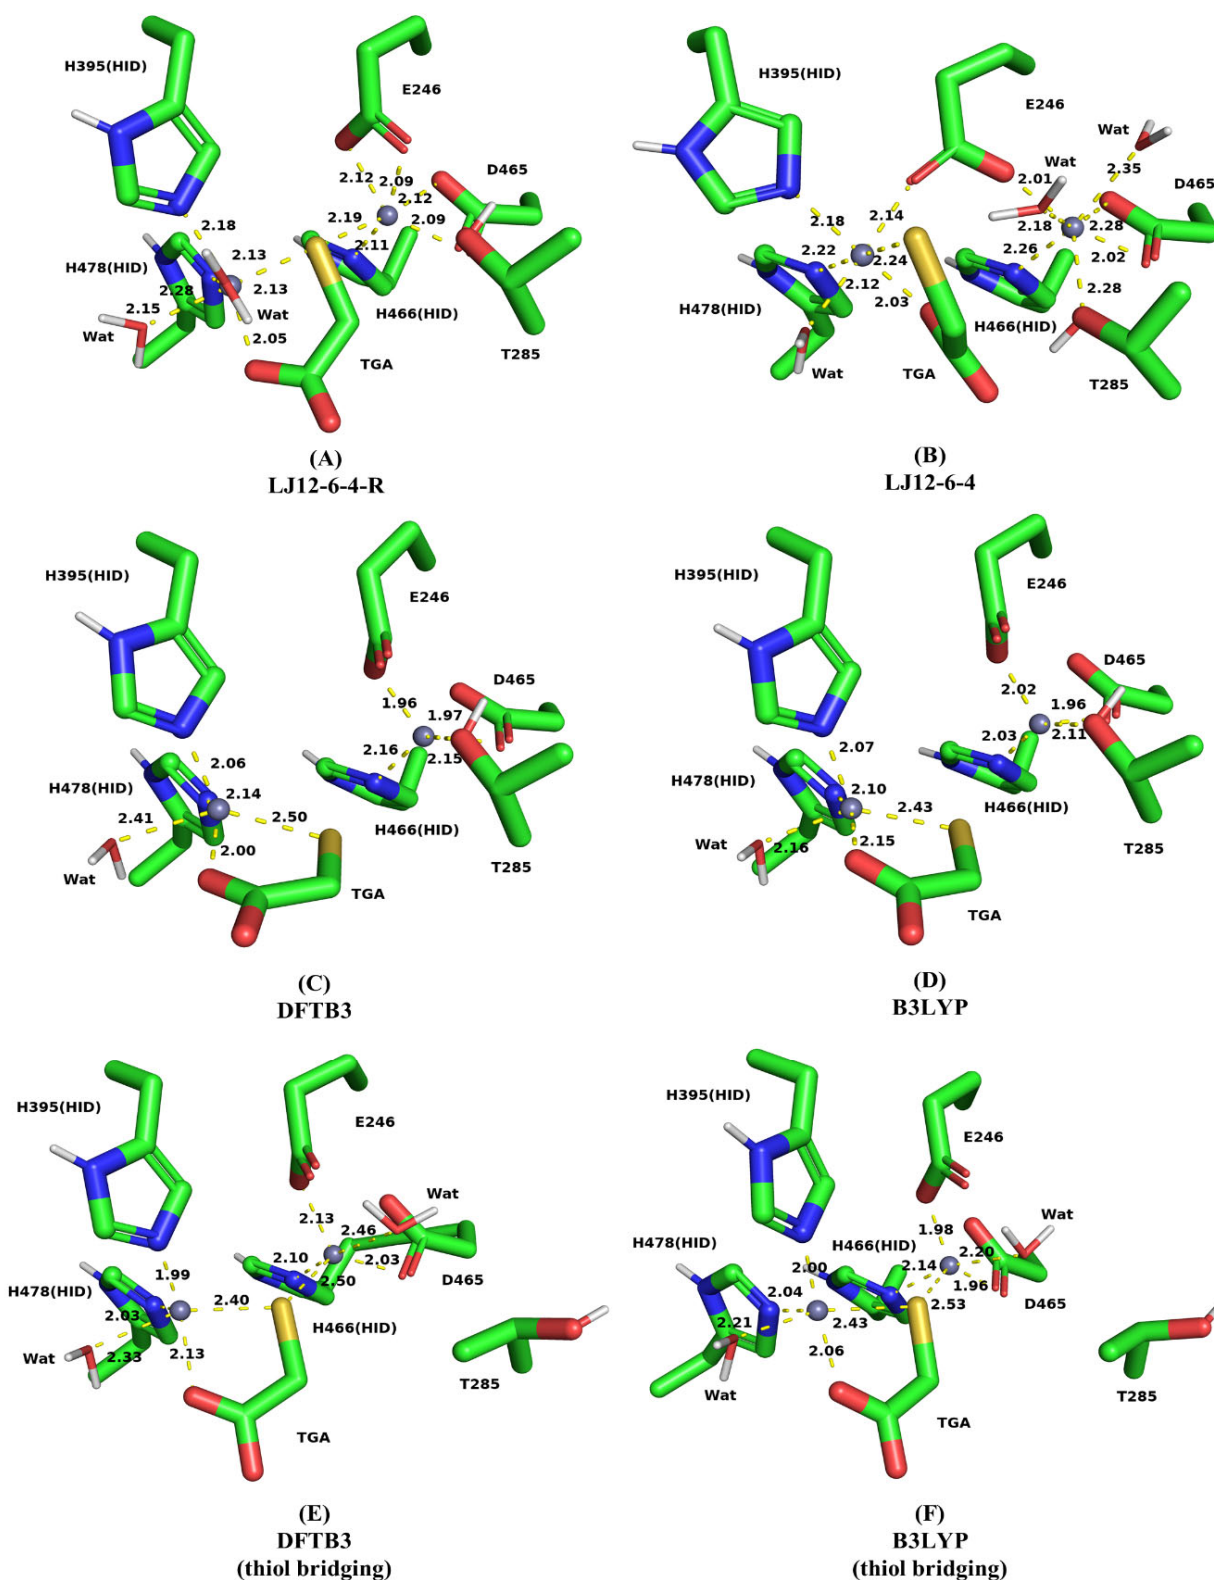 H395(HID)
E246
D465
2.12
2.09
2.12
2.09
2.18
2.19
2.11
2.13
H478(HID)
2.28
2.13
2.15
Wat
H466(HID)
Wat
2.05
T285
TGA
(A)
LJ12-6-4-R
H395(HID)
E246
Wat
Wat
2.35
D465
2.01
2.18
2.14
2.18
2.28
2.22
2.24
2.26
2.02
H478(HID)
2.12
2.03
2.28
H466(HID)
Wat
TGA
T285
(B)
LJ12-6-4
H395(HID)
E246
D465
1.96
1.97
2.16
2.15
2.06
H478(HID)
2.14
2.41
2.50
H466(HID)
2.00
T285
Wat
TGA
(C)
DFTB3
H395(HID)
E246
D465
2.02
1.96
2.03
2.11
2.07
H478(HID)
2.10
2.43
H466(HID)
Wat
2.16
2.15
T285
TGA
(D)
B3LYP
H395(HID)
E246
Wat
2.13
2.46
2.10
2.03
2.50
D465
1.99
H478(HID)
2.03
2.40
H466(HID)
Wat
2.33
2.13
T285
TGA
(E)
DFTB3
(thiol bridging)
H395(HID)
E246
Wat
1.98
H478(HID)
H466(HID)
2.20
2.00
2.14
1.96
2.04
2.53
D465
2.21
2.43
2.06
Wat
T285
TGA
(F)
B3LYP
(thiol bridging)